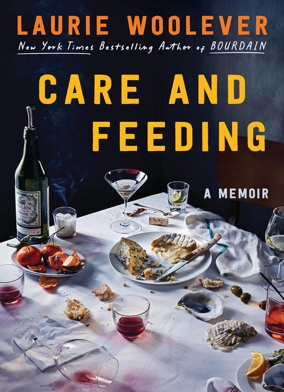 LAURIE WOOLEVER
New York Times Bestselling Author of BOURDAIN
CARE AND
FEEDING
A MEMOIR